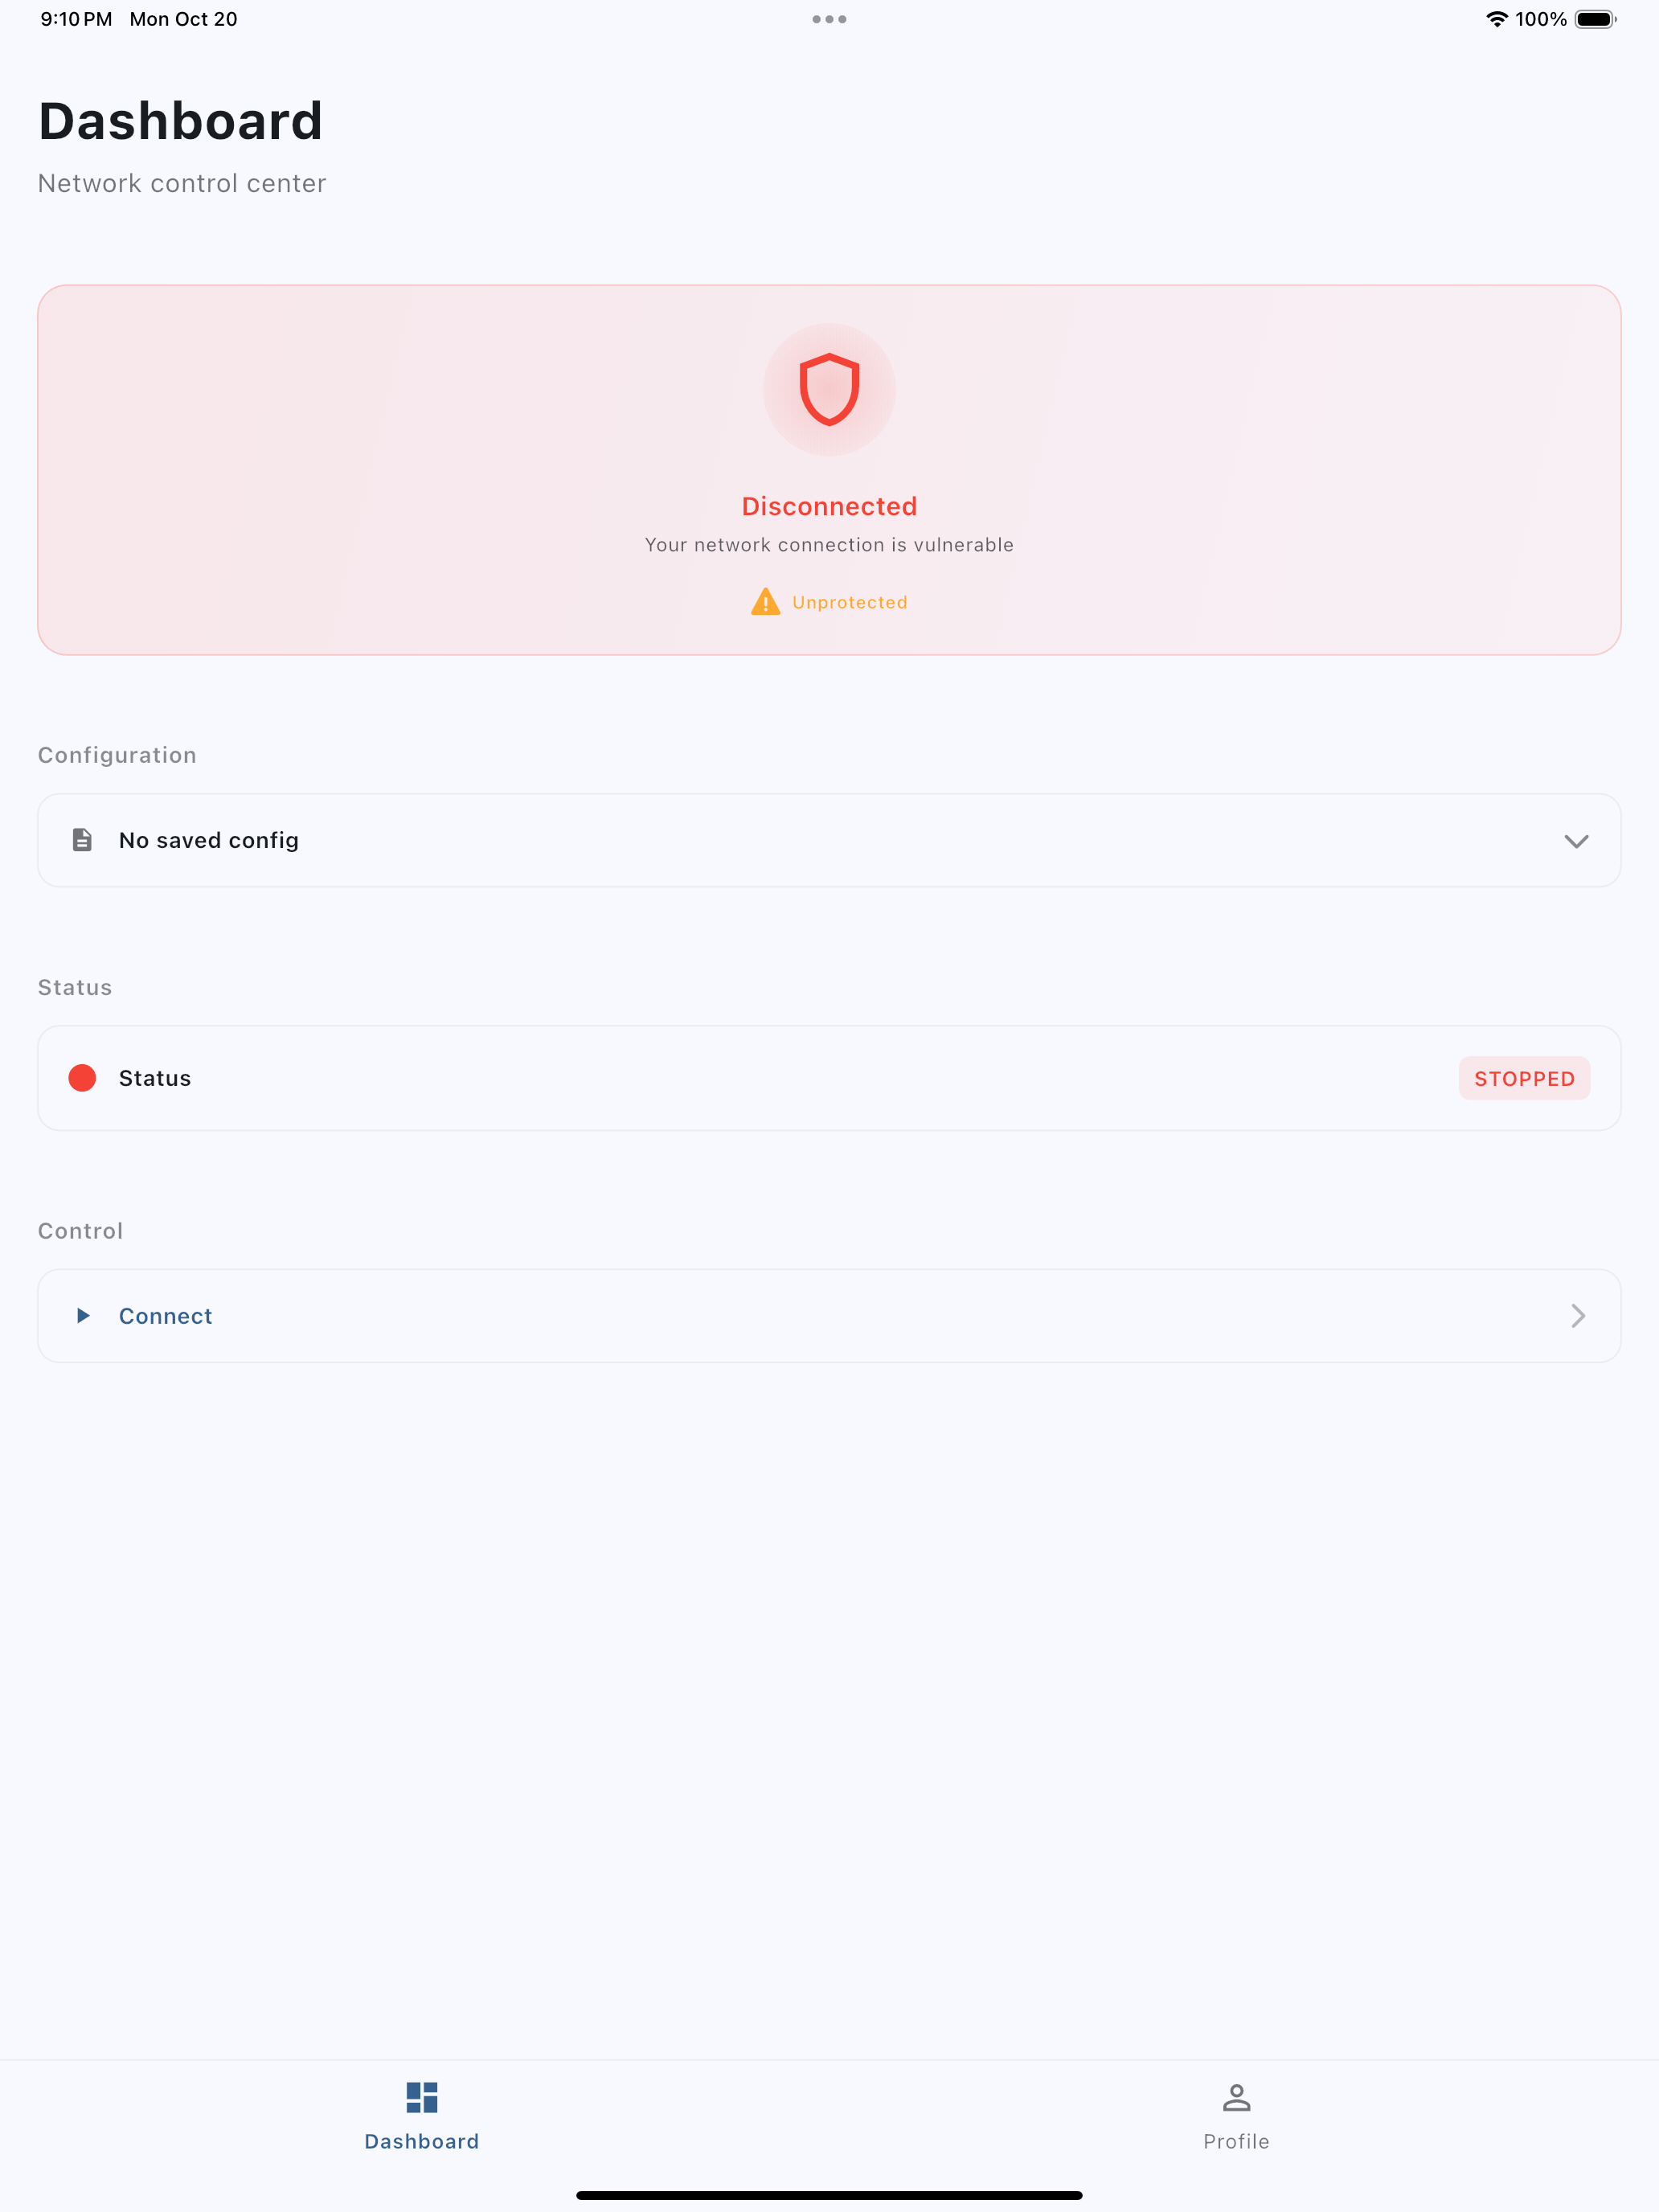 9:10 PM Mon Oct 20
100%
Dashboard
Network control center
Disconnected
Your network connection is vulnerable
Unprotected
Configuration
No saved config
Status
Status
STOPPED
Control
Connect
Dashboard
Profile